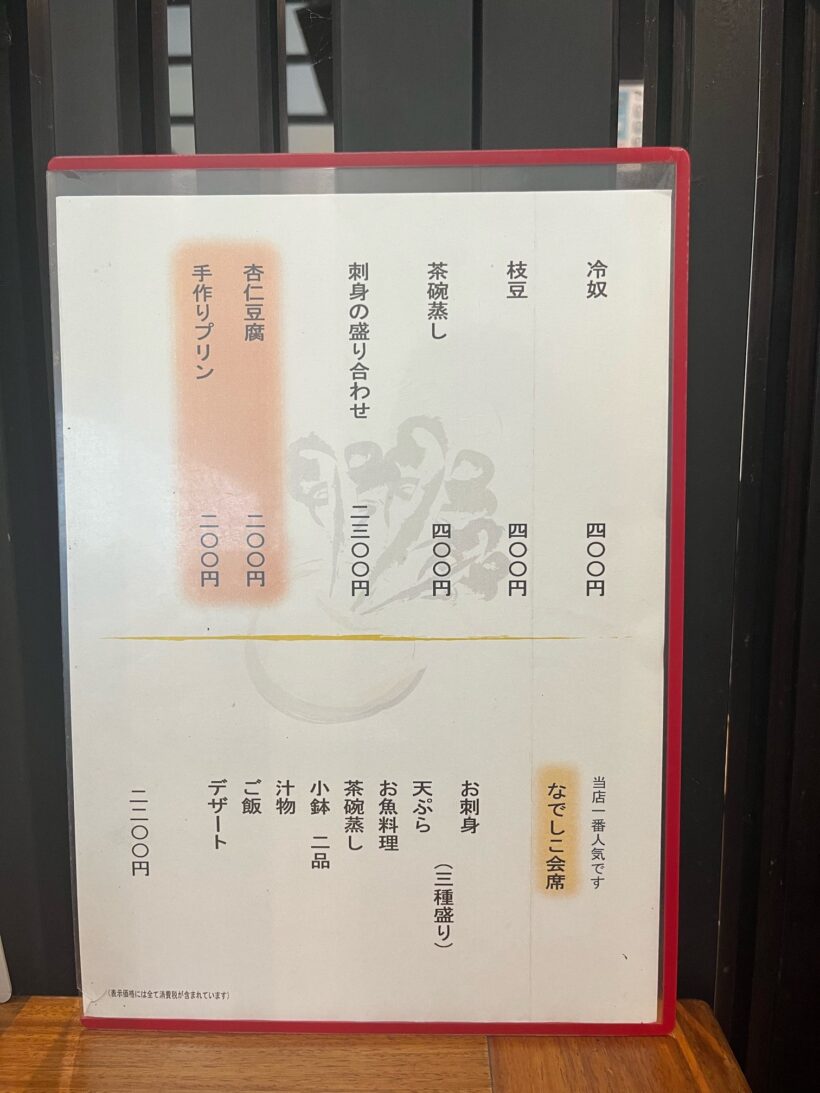 冷奴 四〇〇円
枝豆 四〇〇円
茶碗蒸し 四〇〇円
刺身の盛り合わせ 二三〇〇円
杏仁豆腐 二〇〇円
手作りプリン 二〇〇円
当店一番人気です
なでしこ会席
お刺身
(三種盛り)
天ぷら
お魚料理
茶碗蒸し
小鉢 二品
汁物
ご飯
デザート
二二〇〇円
(表示価格には全て消費税が含まれています)